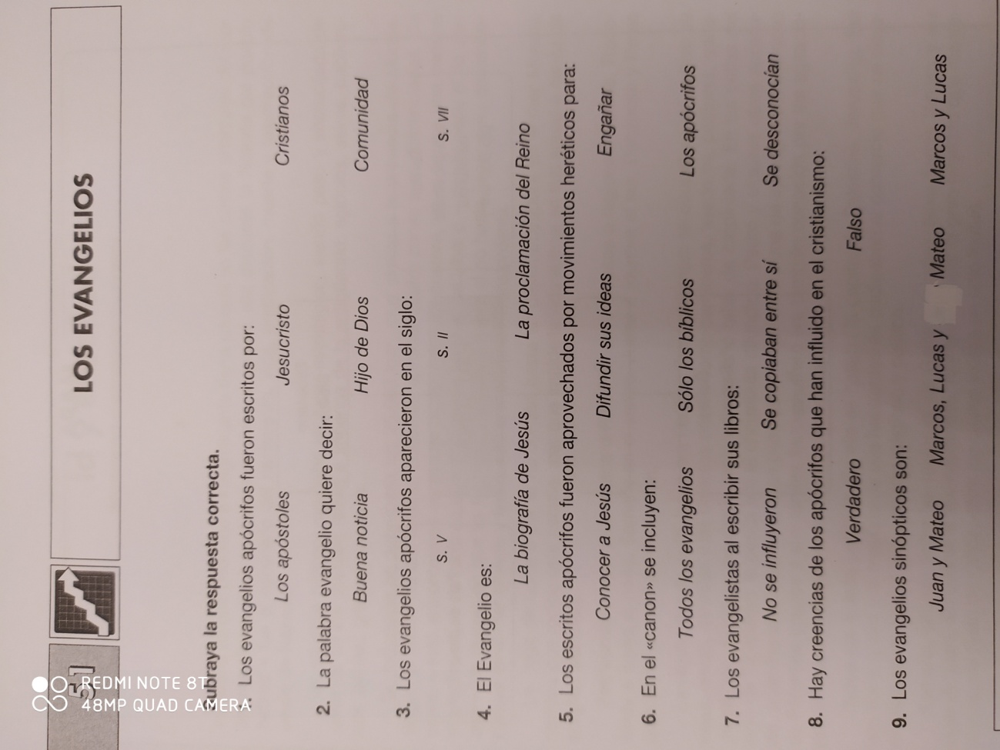 51
LOS EVANGELIOS
Subraya la respuesta correcta.
1. Los evangelios apócrifos fueron escritos por:
Los apóstoles Jesucristo Cristianos
2. La palabra evangelio quiere decir:
Buena noticia Hijo de Dios Comunidad
3. Los evangelios apócrifos aparecieron en el siglo:
s. V s. II s. VII
4. El Evangelio es:
La biografía de Jesús La proclamación del Reino
5. Los escritos apócrifos fueron aprovechados por movimientos heréticos para:
Conocer a Jesús Difundir sus ideas Engañar
6. En el «canon» se incluyen:
Todos los evangelios Sólo los bíblicos Los apócrifos
7. Los evangelistas al escribir sus libros:
No se influyeron Se copiaban entre sí Se desconocían
8. Hay creencias de los apócrifos que han influido en el cristianismo:
Verdadero Falso
9. Los evangelios sinópticos son:
Juan y Mateo Marcos, Lucas y Mateo Marcos y Lucas
REDMI NOTE 8T
48MP QUAD CAMERA